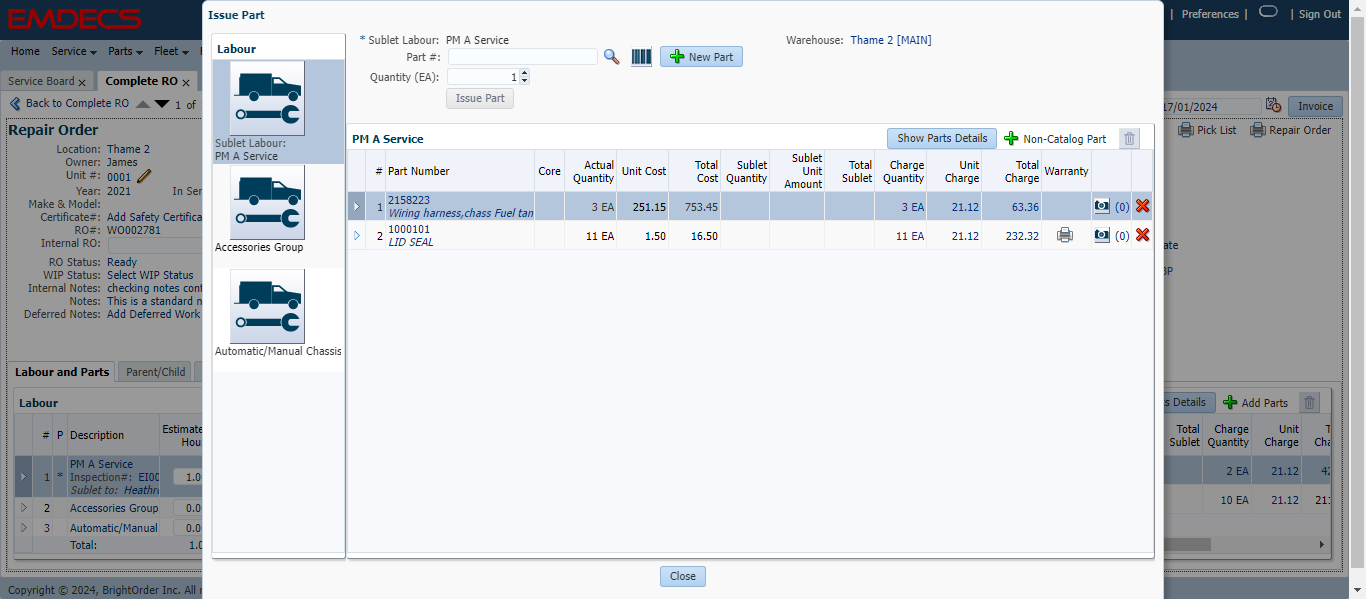 EMDECS
| Preferences | | Sign Out
Home Service Parts Fleet
Service Board x Complete RO x
Back to Complete RO 1 of
17/01/2024 Invoice
Pick List Repair Order
Repair Order
Location: Thame 2
Owner: James
Unit #: 0001
Year: 2021 In Ser
Make & Model:
Certificate#: Add Safety Certifica
RO#: WO002781
Internal RO:
RO Status: Ready
WIP Status: Select WIP Status
Internal Notes: checking notes cont
Notes: This is a standard n
Deferred Notes: Add Deferred Work
Labour and Parts Parent/Child
Labour
# P Description Estimate
Hou
1 * PM A Service
Inspection#: EI00
Sublet to: Heathr
1.0
2 Accessories Group 0.0
3 Automatic/Manual 0.0
Total: 1.0
Copyright © 2024, BrightOrder Inc. All r
Issue Part
Labour
Sublet Labour:
PM A Service
Accessories Group
Automatic/Manual Chassis
* Sublet Labour: PM A Service
Warehouse: Thame 2 [MAIN]
Part #:
New Part
Quantity (EA): 1
Issue Part
PM A Service
Show Parts Details Non-Catalog Part
# Part Number Core Actual Quantity Unit Cost Total Cost Sublet Quantity Sublet Unit Amount Total Sublet Charge Quantity Unit Charge Total Charge Warranty
1 2158223 3 EA 251.15 753.45 3 EA 21.12 63.36 (0)
Wiring harness,chass Fuel tan
2 1000101 11 EA 1.50 16.50 11 EA 21.12 232.32 (0)
LID SEAL
Close
ate
BP
s Details Add Parts
Total Sublet Charge Quantity Unit Charge T
Cha
2 EA 21.12 42
10 EA 21.12 211